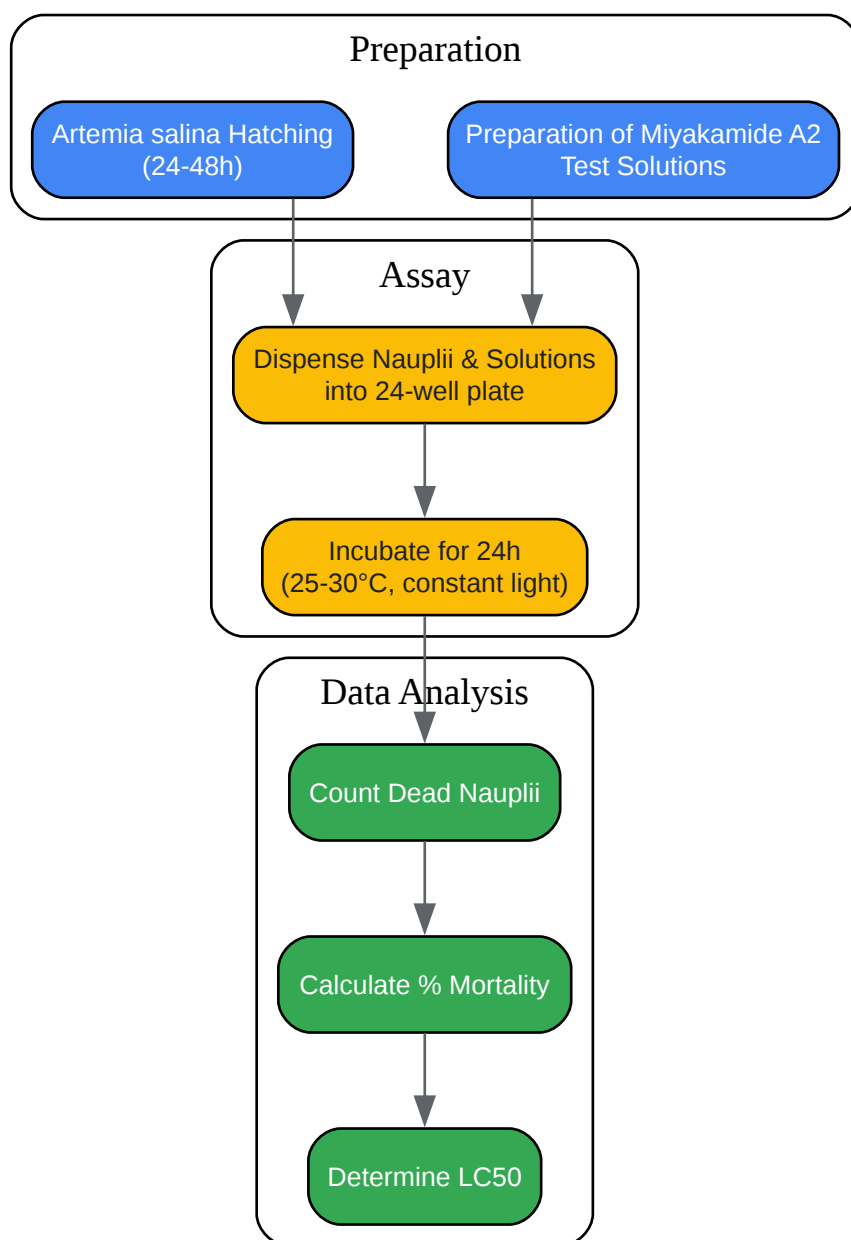 Preparation
Artemia salina Hatching
(24-48h)
Preparation of Miyakamide A2
Test Solutions
Assay
Dispense Nauplii & Solutions
into 24-well plate
Incubate for 24h
(25-30°C, constant light)
Data Analysis
Count Dead Nauplii
Calculate % Mortality
Determine LC50